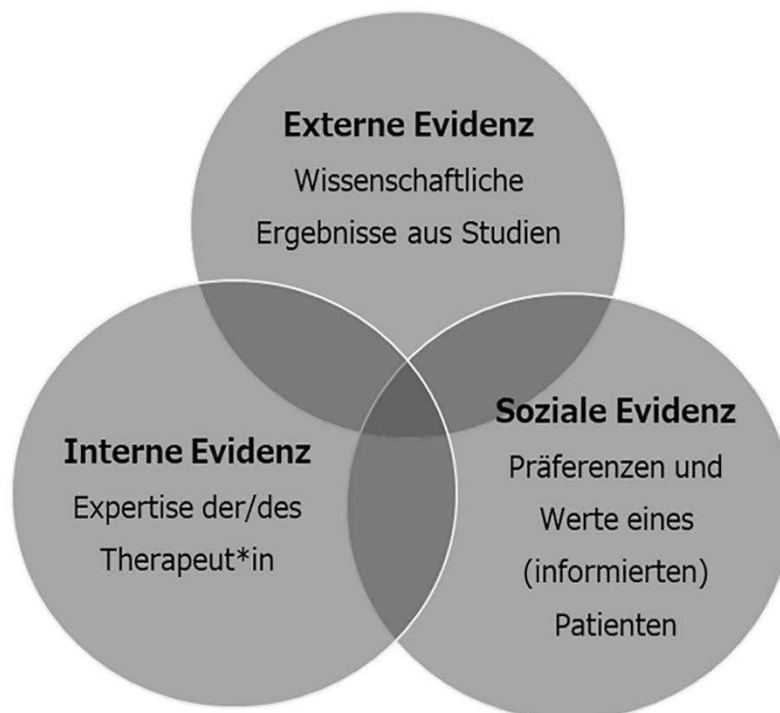 Externe Evidenz
Wissenschaftliche
Ergebnisse aus Studien
Interne Evidenz
Expertise der/des
Therapeut*in
Soziale Evidenz
Präferenzen und
Werte eines
(informierten)
Patienten